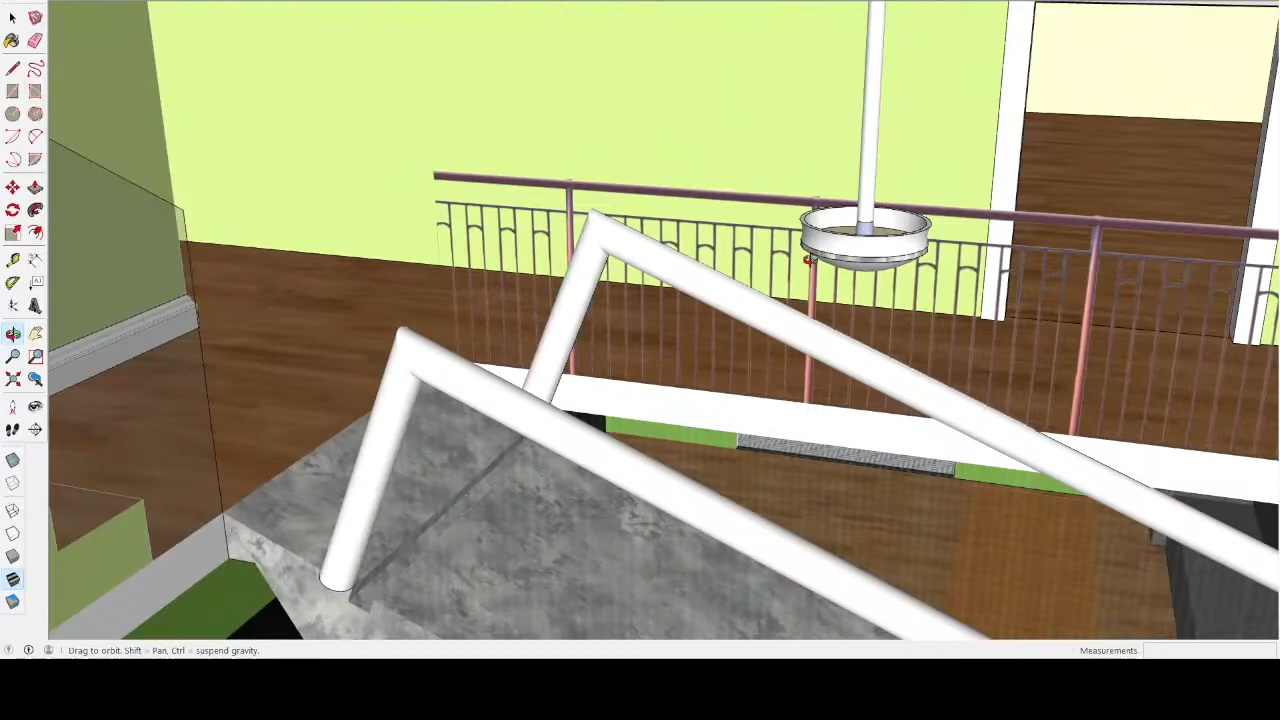 Drag to orbit. Shift = Pan, Ctrl = suspend gravity.
Measurements